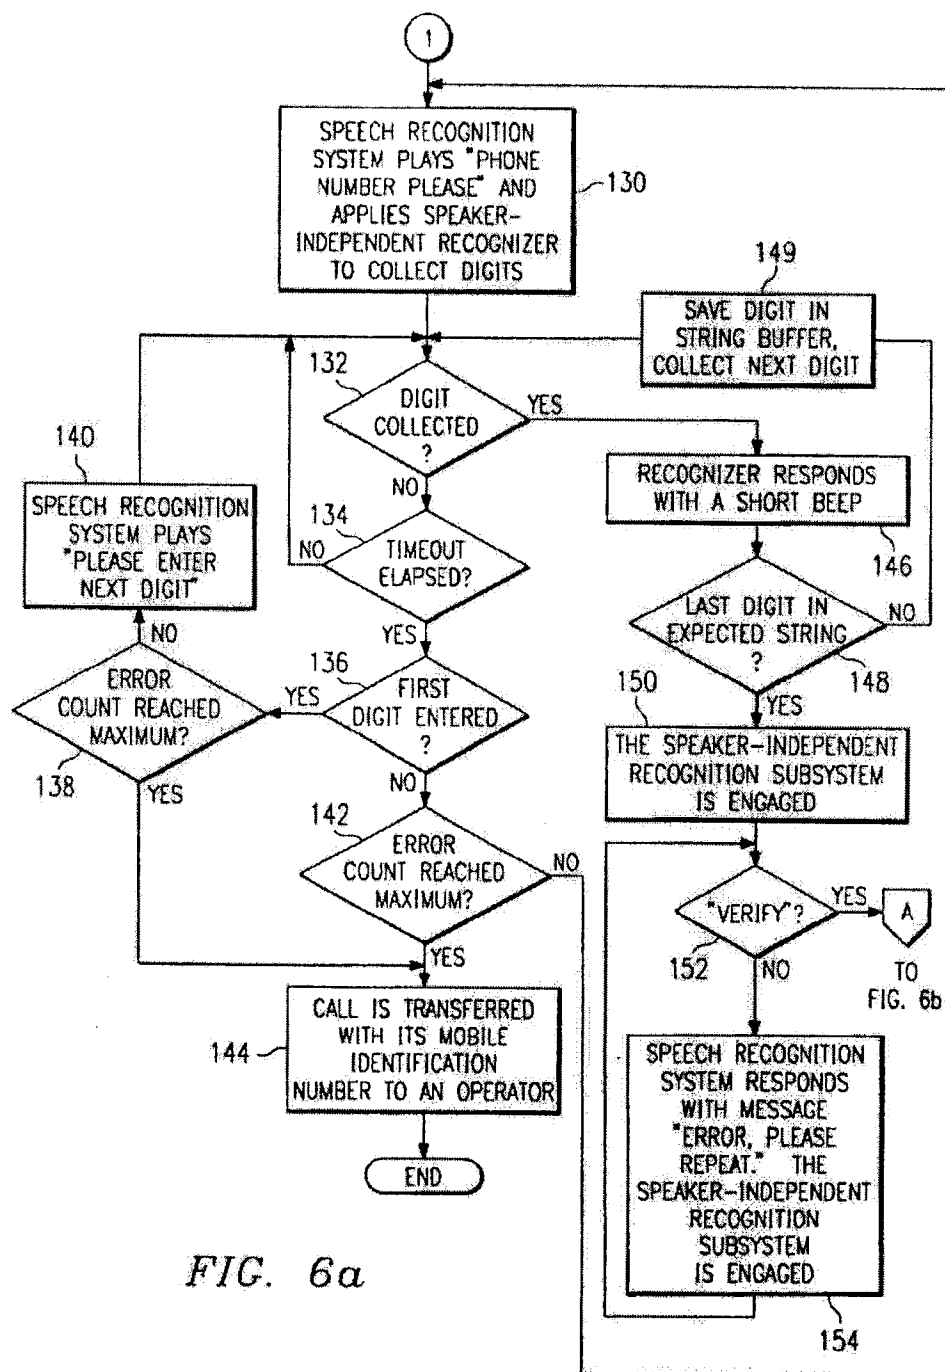 1
SPEECH RECOGNITION
SYSTEM PLAYS "PHONE
NUMBER PLEASE" AND
APPLIES SPEAKER-
INDEPENDENT RECOGNIZER
TO COLLECT DIGITS
130
149
SAVE DIGIT IN
STRING BUFFER,
COLLECT NEXT DIGIT
132
DIGIT
COLLECTED
?
YES
NO
140
SPEECH RECOGNITION
SYSTEM PLAYS
"PLEASE ENTER
NEXT DIGIT"
134
TIMEOUT
ELAPSED?
NO
YES
RECOGNIZER RESPONDS
WITH A SHORT BEEP
146
LAST DIGIT IN
EXPECTED STRING
?
NO
148
YES
136
FIRST
DIGIT ENTERED
?
YES
NO
NO
ERROR
COUNT REACHED
MAXIMUM?
138
YES
150
THE SPEAKER-INDEPENDENT
RECOGNITION SUBSYSTEM
IS ENGAGED
142
ERROR
COUNT REACHED
MAXIMUM?
NO
YES
"VERIFY"?
YES
A
TO
FIG. 6b
152
NO
144
CALL IS TRANSFERRED
WITH ITS MOBILE
IDENTIFICATION
NUMBER TO AN OPERATOR
END
SPEECH RECOGNITION
SYSTEM RESPONDS
WITH MESSAGE
"ERROR, PLEASE
REPEAT." THE
SPEAKER-INDEPENDENT
RECOGNITION
SUBSYSTEM
IS ENGAGED
154
FIG. 6a